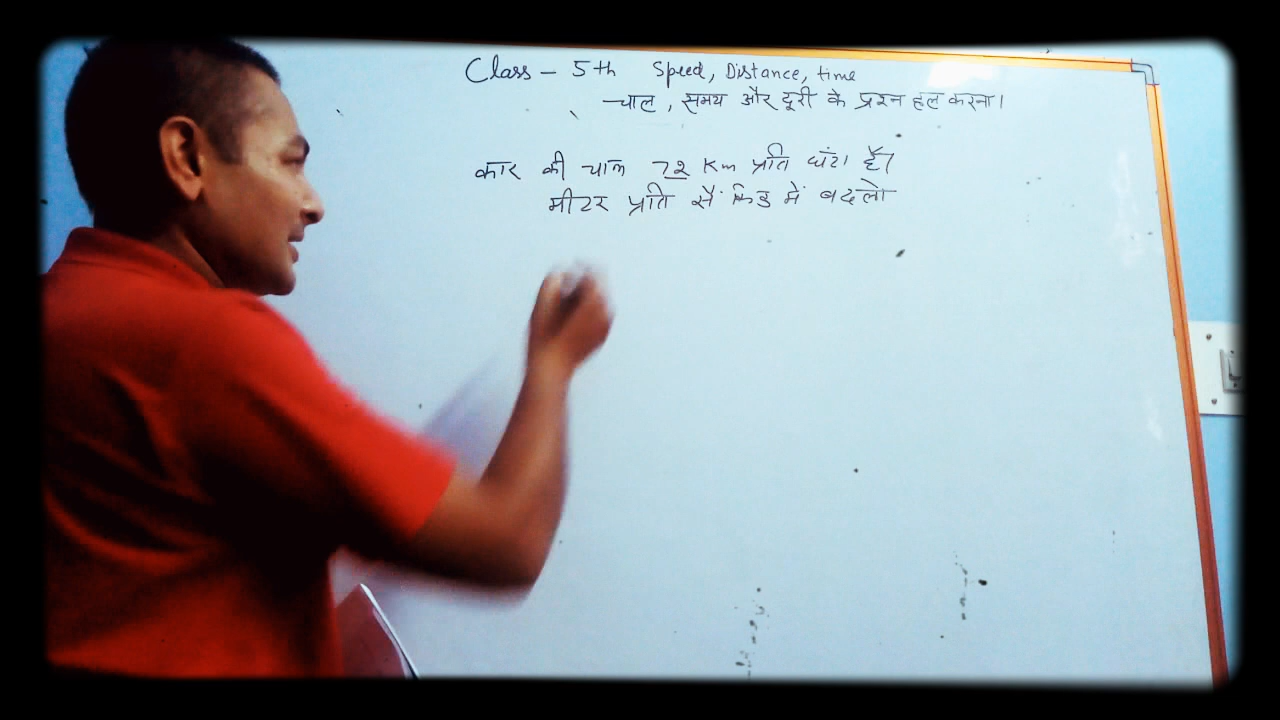 Class - 5th Speed, Distance, time
चाल, समय और दूरी के प्रश्न हल करना।
कार की चाल 72 Km प्रति घंटा है।
मीटर प्रति सैकिंड में बदलो